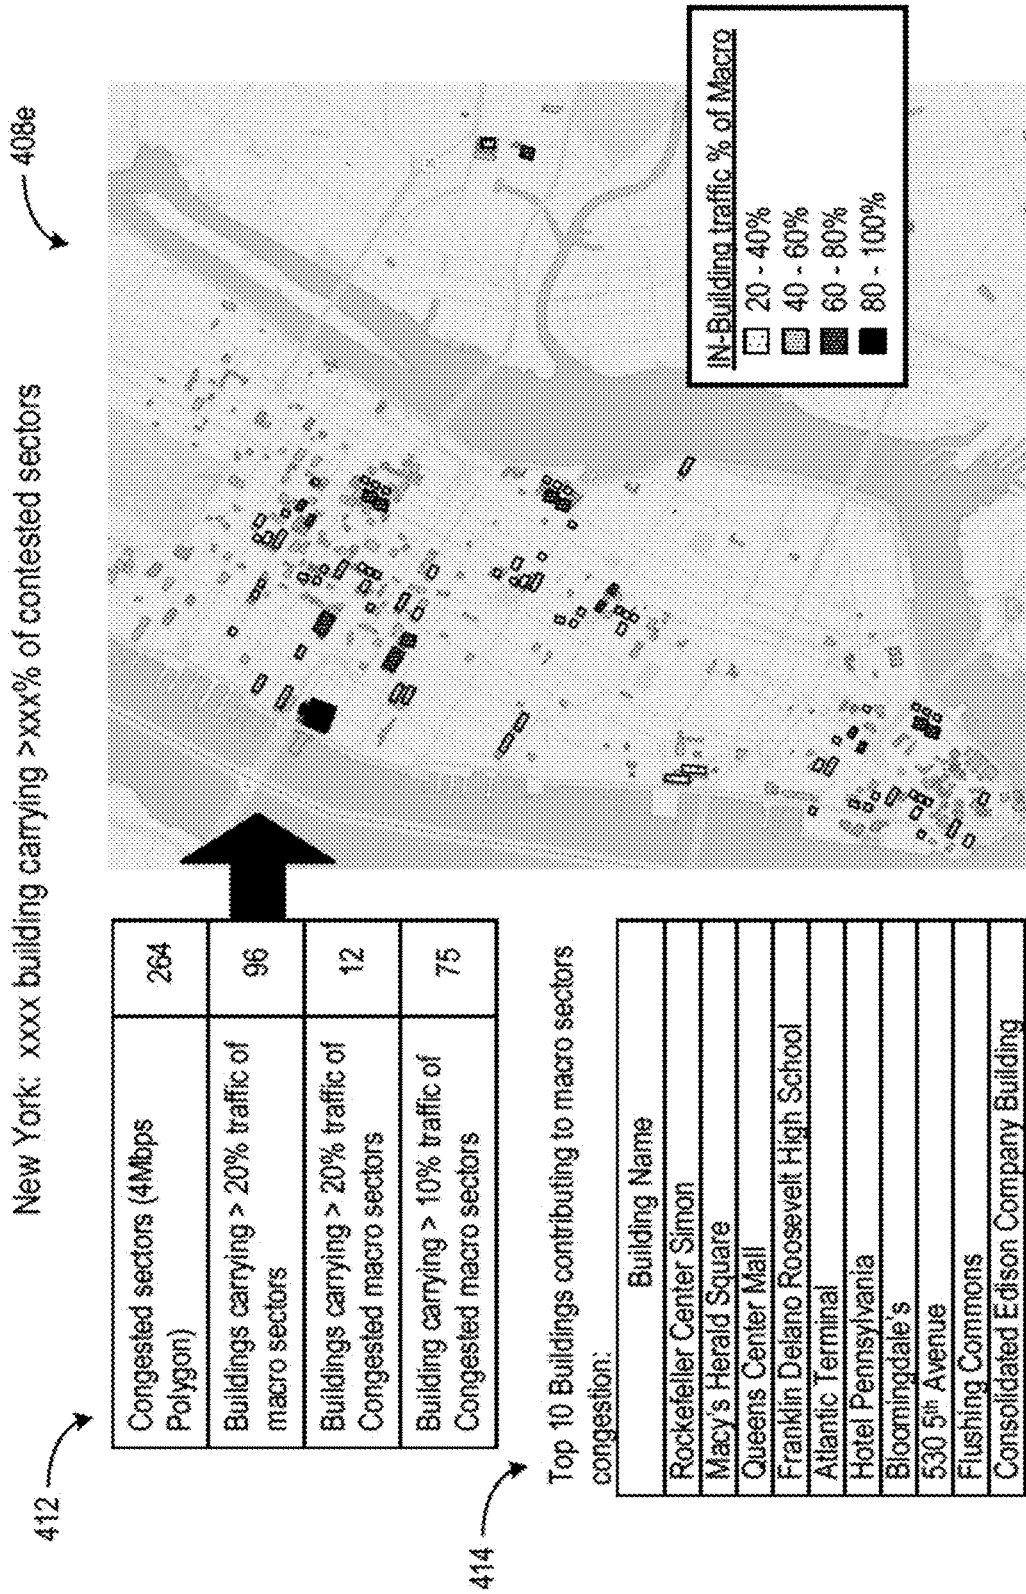 New York: xxxx building carrying >xxx% of contested sectors
408e
412
Congested sectors (4Mbps
Polygon)
264
Buildings carrying > 20% traffic of
macro sectors
96
Buildings carrying > 20% traffic of
Congested macro sectors
12
Building carrying > 10% traffic of
Congested macro sectors
75
414
Top 10 Buildings contributing to macro sectors
congestion:
Building Name
Rockefeller Center Simon
Macy's Herald Square
Queens Center Mall
Franklin Delano Roosevelt High School
Atlantic Terminal
Hotel Pennsylvania
Bloomingdale's
530 5th Avenue
Flushing Commons
Consolidated Edison Company Building
IN-Building traffic % of Macro
20 - 40%
40 - 60%
60 - 80%
80 - 100%